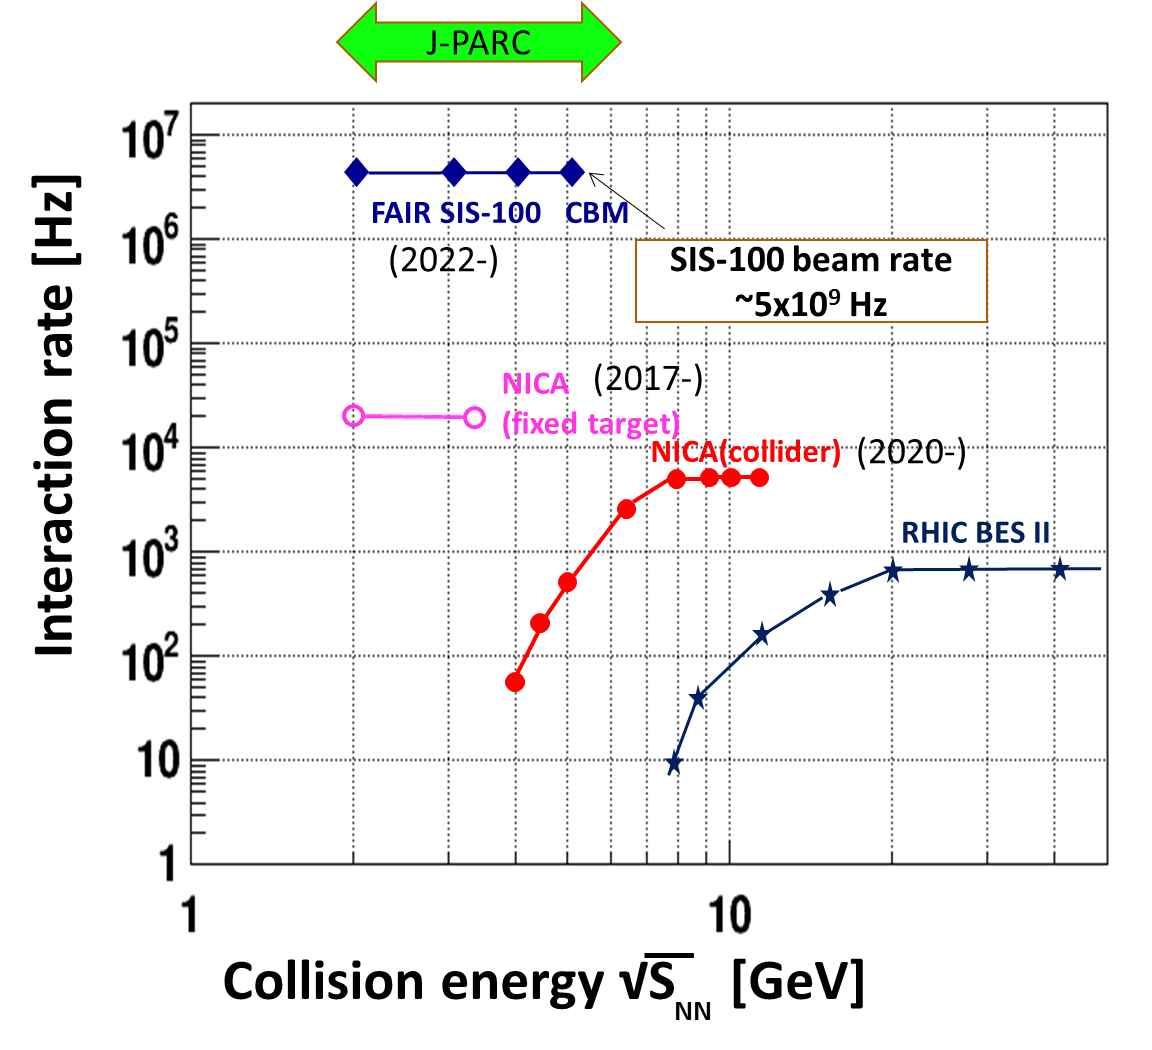 J-PARC
10⁷
FAIR SIS-100 CBM
10⁶
(2022-)
SIS-100 beam rate
~5x10⁹ Hz
10⁵
NICA (2017-)
(fixed target)
10⁴
NICA(collider) (2020-)
RHIC BES II
10³
10²
10
1
Interaction rate [Hz]
1 10
Collision energy √S_NN [GeV]